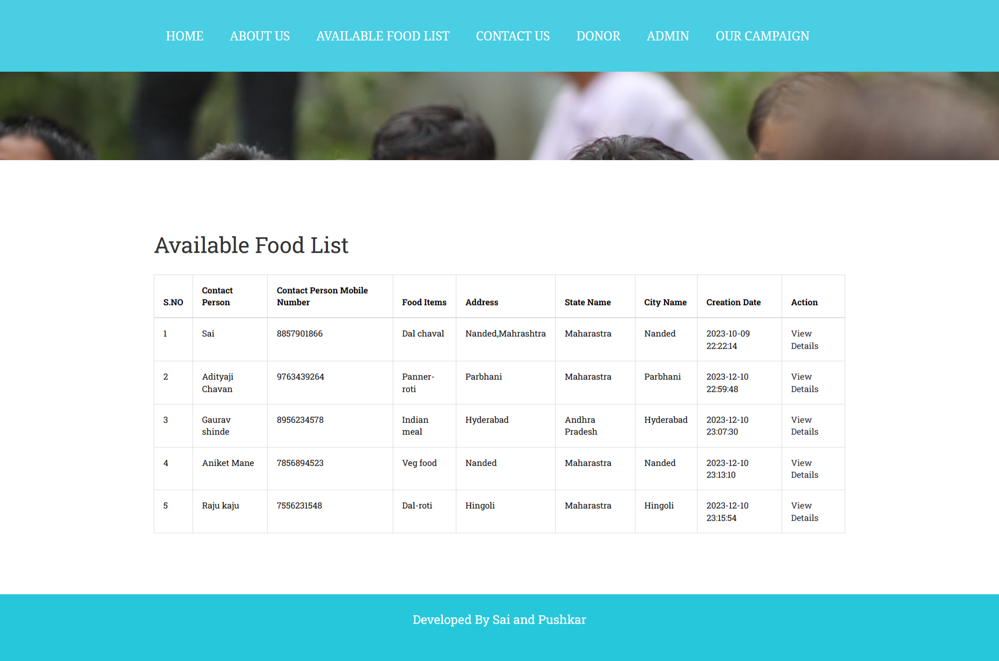 HOME ABOUT US AVAILABLE FOOD LIST CONTACT US DONOR ADMIN OUR CAMPAIGN
Available Food List
S.NO Contact Person Contact Person Mobile Number Food Items Address State Name City Name Creation Date Action
1 Sai 8857901866 Dal chaval Nanded,Mahrashtra Maharastra Nanded 2023-10-09 22:22:14 View Details
2 Adityaji Chavan 9763439264 Panner-roti Parbhani Maharastra Parbhani 2023-12-10 22:59:48 View Details
3 Gaurav shinde 8956234578 Indian meal Hyderabad Andhra Pradesh Hyderabad 2023-12-10 23:07:30 View Details
4 Aniket Mane 7856894523 Veg food Nanded Maharastra Nanded 2023-12-10 23:13:10 View Details
5 Raju kaju 7556231548 Dal-roti Hingoli Maharastra Hingoli 2023-12-10 23:15:54 View Details
Developed By Sai and Pushkar